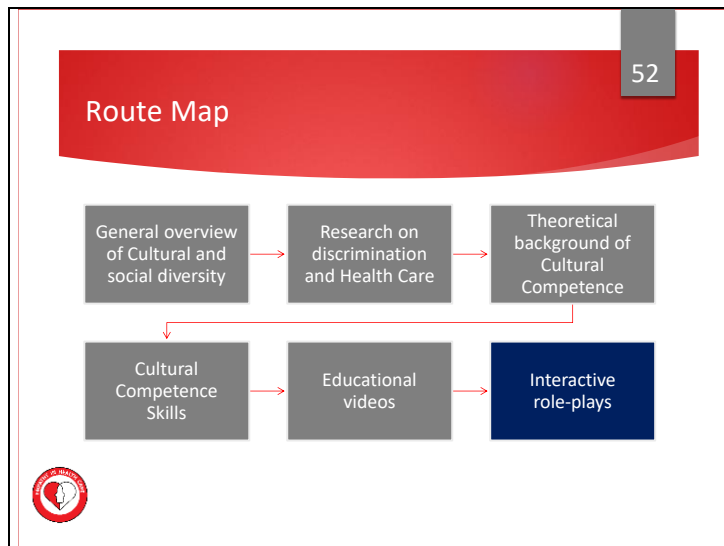 52
Route Map
General overview
of Cultural and
social diversity
Research on
discrimination
and Health Care
Theoretical
background of
Cultural
Competence
Cultural
Competence
Skills
Educational
videos
Interactive
role-plays